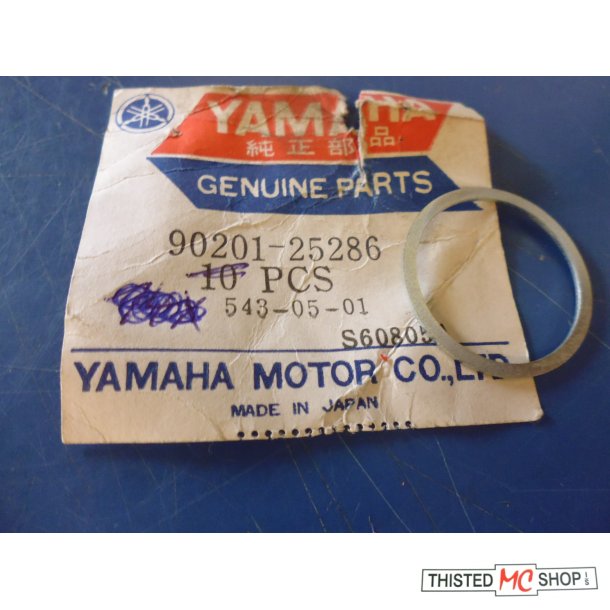 YAMAHA
純正部品
GENUINE PARTS
90201-25286
10 PCS
543-05-01
S60805
YAMAHA MOTOR CO.,LTD
MADE IN JAPAN
THISTED MC SHOP I/S